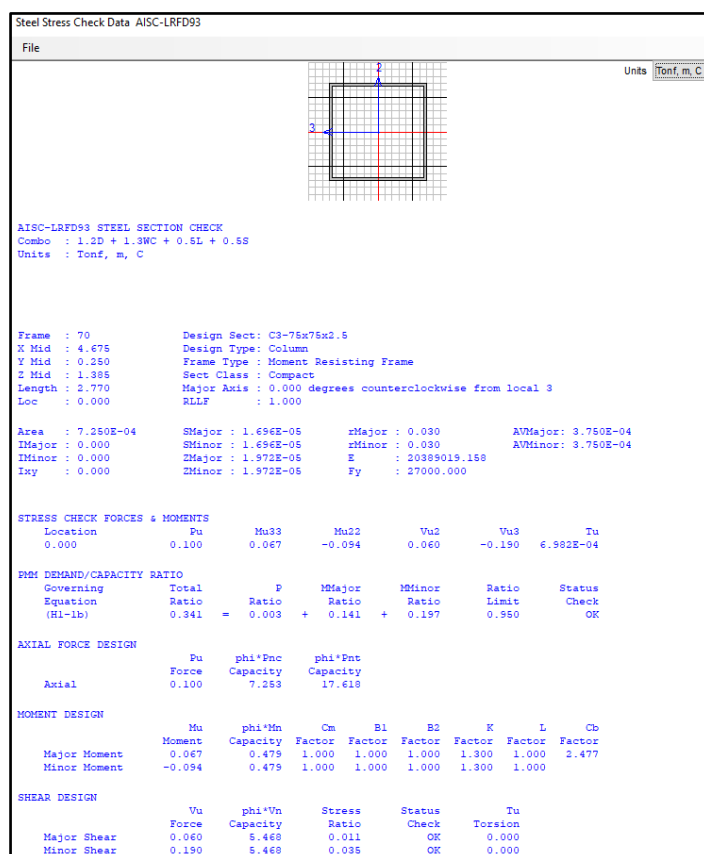 Steel Stress Check Data AISC-LRFD93
File
Units Tonf, m, C
2
3
AISC-LRFD93 STEEL SECTION CHECK
Combo : 1.2D + 1.3WC + 0.5L + 0.5S
Units : Tonf, m, C
Frame : 70 Design Sect: C3-75x75x2.5
X Mid : 4.675 Design Type: Column
Y Mid : 0.250 Frame Type : Moment Resisting Frame
Z Mid : 1.385 Sect Class : Compact
Length : 2.770 Major Axis : 0.000 degrees counterclockwise from local 3
Loc : 0.000 RLLF : 1.000
Area : 7.250E-04 SMajor : 1.696E-05 rMajor : 0.030 AVMajor: 3.750E-04
IMajor : 0.000 SMinor : 1.696E-05 rMinor : 0.030 AVMinor: 3.750E-04
IMinor : 0.000 ZMajor : 1.972E-05 E : 20389019.158
Ixy : 0.000 ZMinor : 1.972E-05 Fy : 27000.000
STRESS CHECK FORCES & MOMENTS
Location Pu Mu33 Mu22 Vu2 Vu3 Tu
0.000 0.100 0.067 -0.094 0.060 -0.190 6.982E-04
PMM DEMAND/CAPACITY RATIO
Governing Total P MMajor MMinor Ratio Status
Equation Ratio Ratio Ratio Ratio Limit Check
(H1-1b) 0.341 = 0.003 + 0.141 + 0.197 0.950 OK
AXIAL FORCE DESIGN
Pu phi*Pnc phi*Pnt
Force Capacity Capacity
Axial 0.100 7.253 17.618
MOMENT DESIGN
Mu phi*Mn Cm B1 B2 K L Cb
Moment Capacity Factor Factor Factor Factor Factor Factor
Major Moment 0.067 0.479 1.000 1.000 1.000 1.300 1.000 2.477
Minor Moment -0.094 0.479 1.000 1.000 1.000 1.300 1.000
SHEAR DESIGN
Vu phi*Vn Stress Status Tu
Force Capacity Ratio Check Torsion
Major Shear 0.060 5.468 0.011 OK 0.000
Minor Shear 0.190 5.468 0.035 OK 0.000